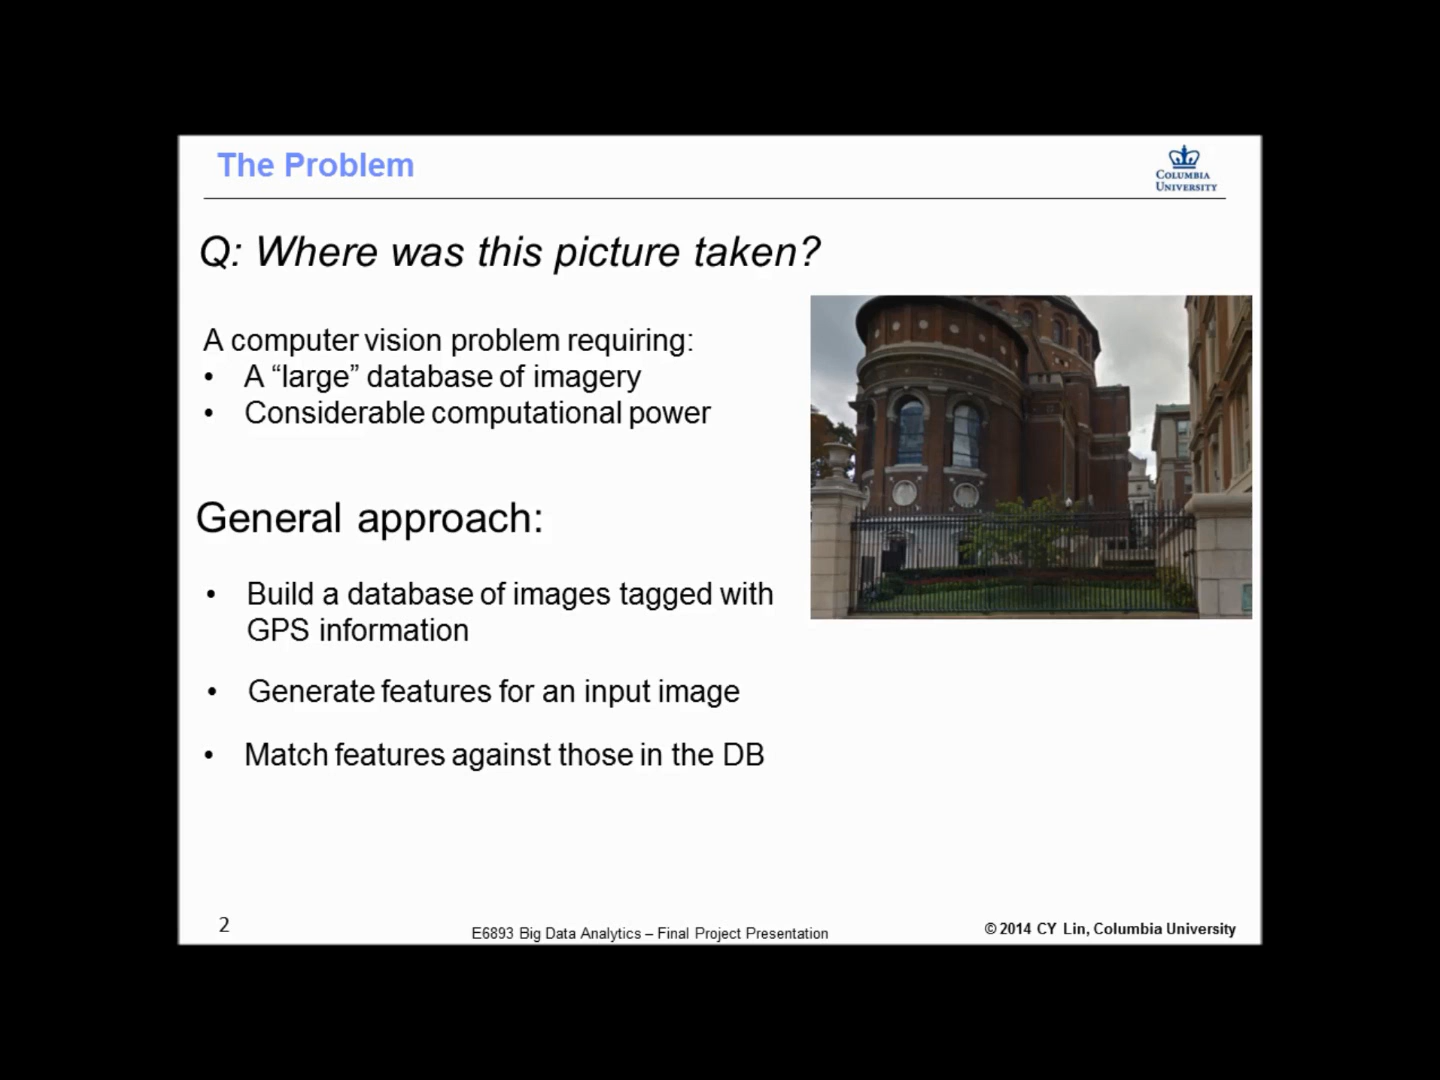 The Problem
COLUMBIA
UNIVERSITY
Q: Where was this picture taken?
A computer vision problem requiring:
• A “large” database of imagery
• Considerable computational power
General approach:
• Build a database of images tagged with
GPS information
• Generate features for an input image
• Match features against those in the DB
2
E6893 Big Data Analytics – Final Project Presentation
© 2014 CY Lin, Columbia University